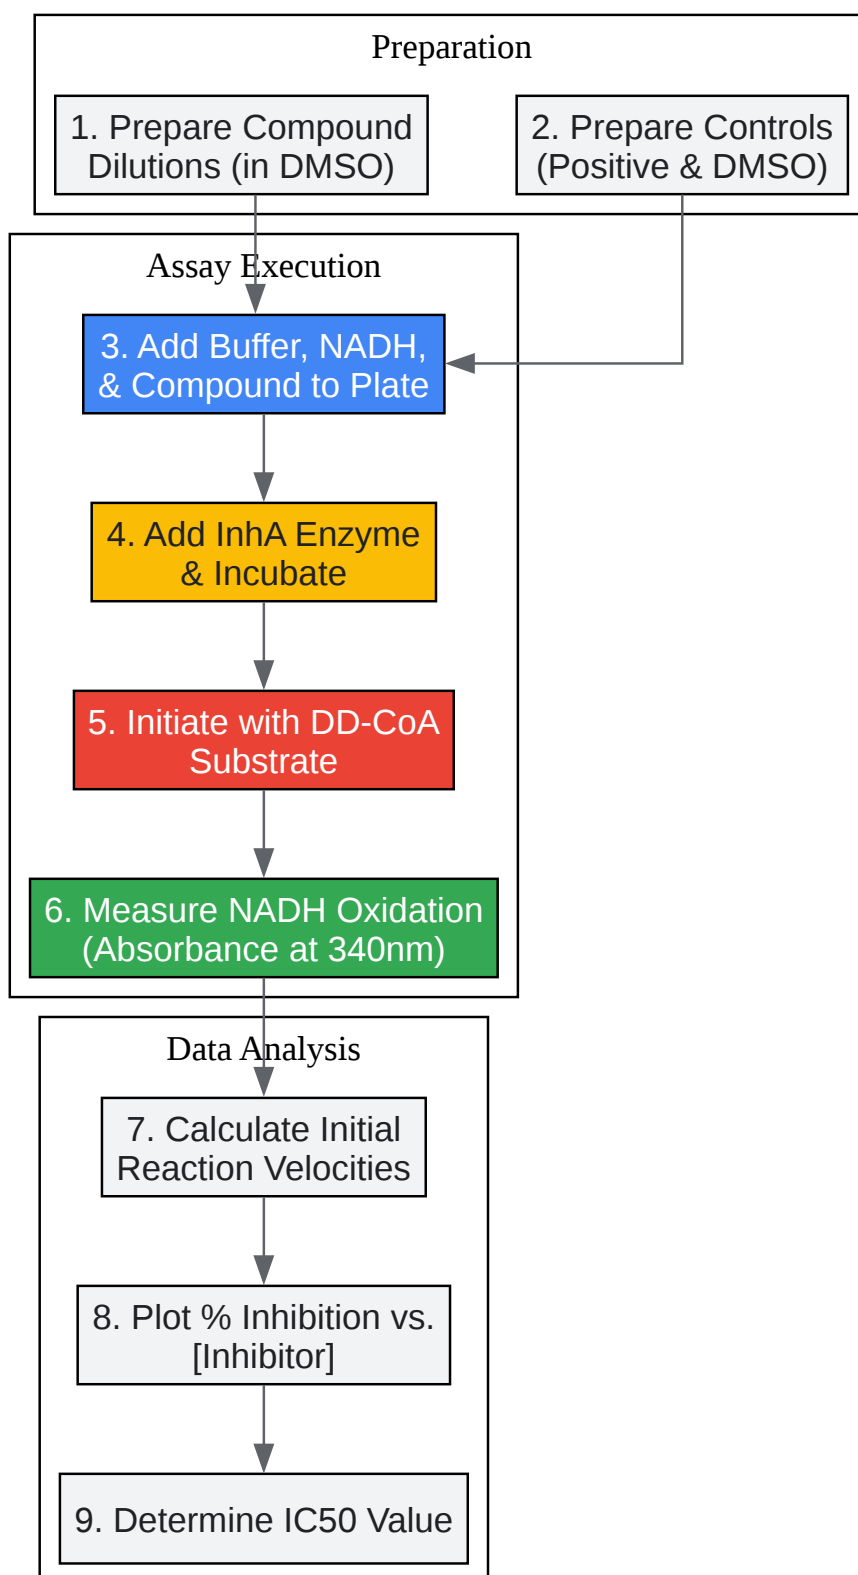 Preparation
1. Prepare Compound
Dilutions (in DMSO)
2. Prepare Controls
(Positive & DMSO)
Assay Execution
3. Add Buffer, NADH,
& Compound to Plate
4. Add InhA Enzyme
& Incubate
5. Initiate with DD-CoA
Substrate
6. Measure NADH Oxidation
(Absorbance at 340nm)
Data Analysis
7. Calculate Initial
Reaction Velocities
8. Plot % Inhibition vs.
[Inhibitor]
9. Determine IC50 Value